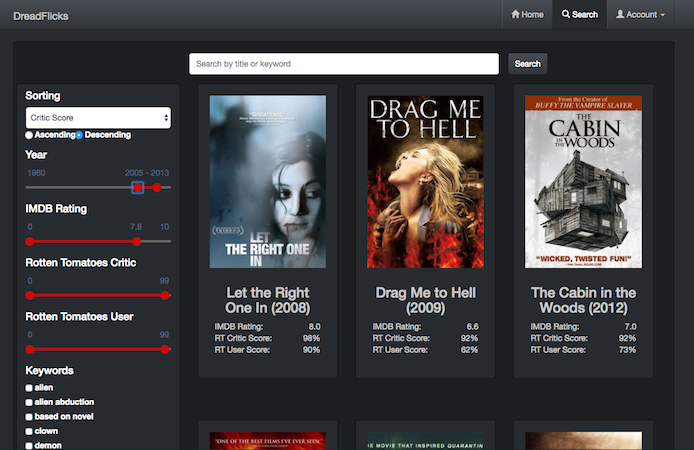 DreadFlicks
Home
Search
Account
Search by title or keyword
Search
Sorting
Critic Score
Ascending Descending
Year
1960 2005 - 2013
IMDB Rating
0 7.8 10
Rotten Tomatoes Critic
0 99
Rotten Tomatoes User
0 99
Keywords
alien
alien abduction
based on novel
clown
demon
LET
THE RIGHT ONE
IN
Let the Right
One In (2008)
IMDB Rating: 8.0
RT Critic Score: 98%
RT User Score: 90%
DRAG ME
TO HELL
Drag Me to Hell
(2009)
IMDB Rating: 6.6
RT Critic Score: 92%
RT User Score: 62%
From the Creator of
BUFFY THE VAMPIRE SLAYER
THE
CABIN
IN THE
WOODS
"WICKED, TWISTED FUN!"
The Cabin in the
Woods (2012)
IMDB Rating: 7.0
RT Critic Score: 92%
RT User Score: 73%
"ONE OF THE BEST FILMS I'VE EVER SEEN."
THE MOVIE THAT INSPIRED QUARANTIN